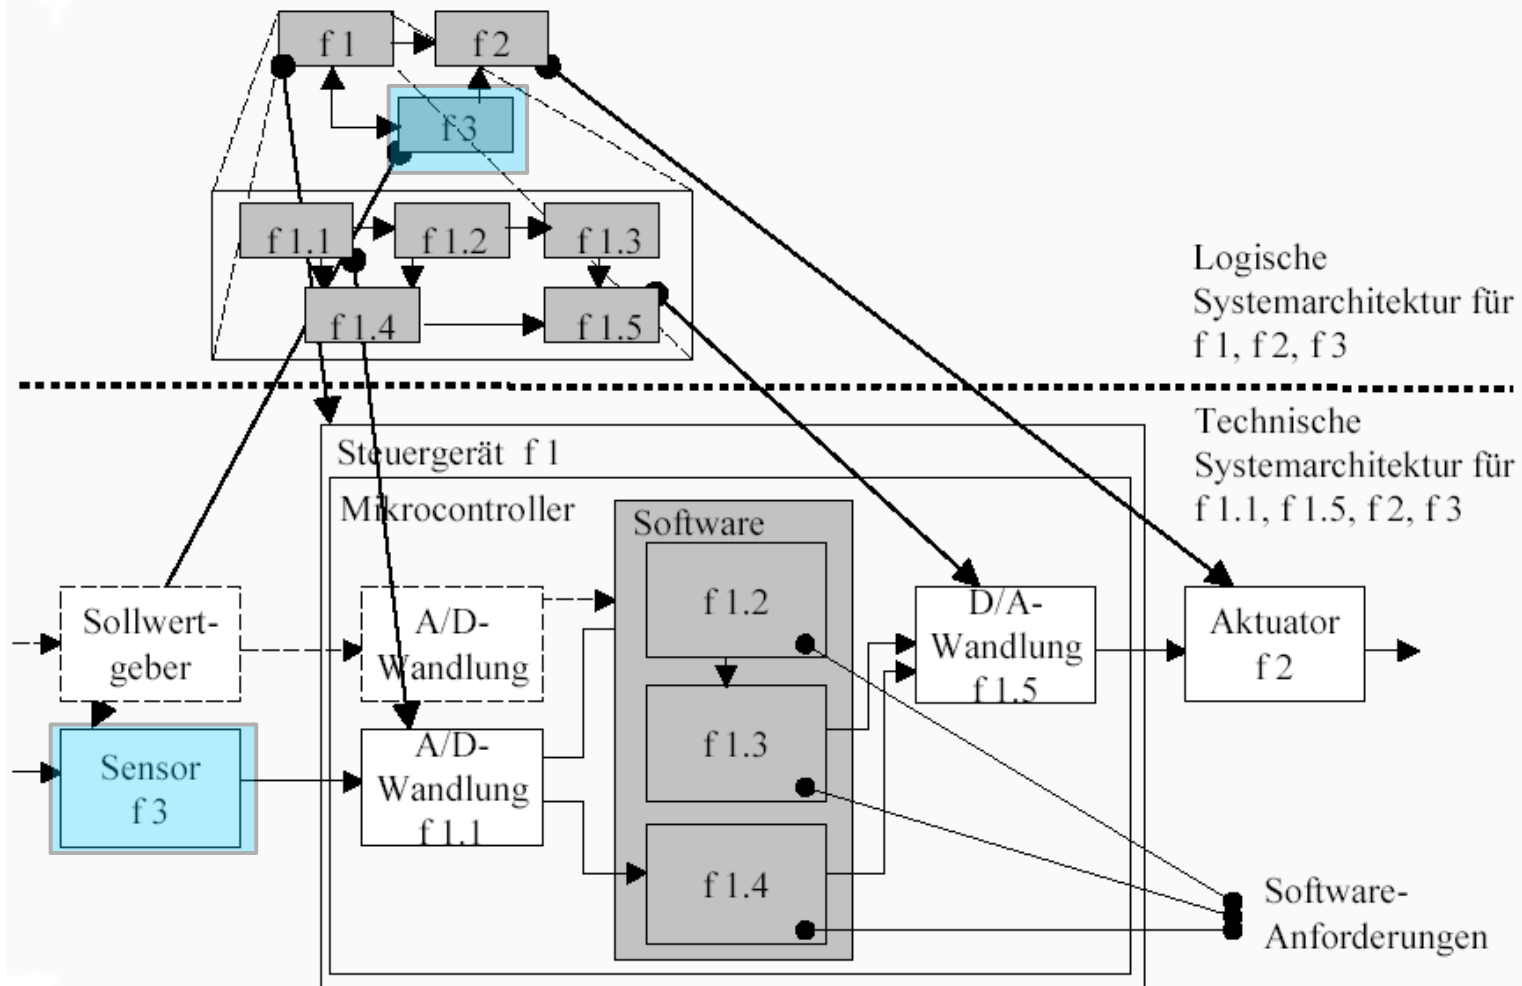 f 1
f 2
f 3
f 1.1
f 1.2
f 1.3
f 1.4
f 1.5
Logische
Systemarchitektur für
f 1, f 2, f 3
Technische
Systemarchitektur für
f 1.1, f 1.5, f 2, f 3
Steuergerät f 1
Mikrocontroller
Software
Sollwert-
geber
A/D-
Wandlung
f 1.2
D/A-
Wandlung
f 1.5
Aktuator
f 2
Sensor
f 3
A/D-
Wandlung
f 1.1
f 1.3
f 1.4
Software-
Anforderungen